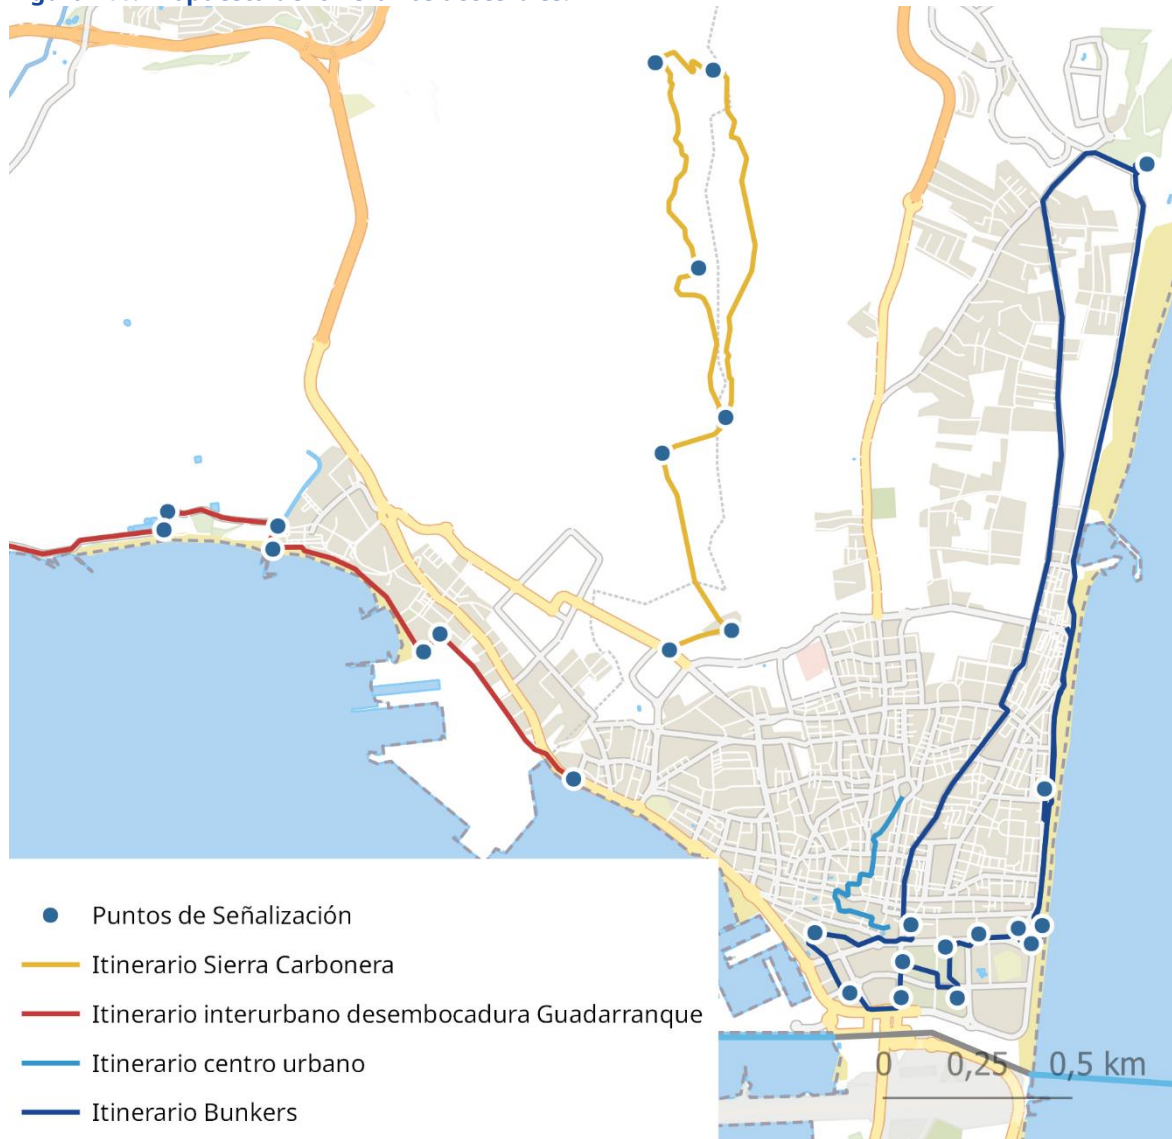 Puntos de Señalización
Itinerario Sierra Carbonera
Itinerario interurbano desembocadura Guadarranque
Itinerario centro urbano
Itinerario Bunkers
0 0,25 0,5 km